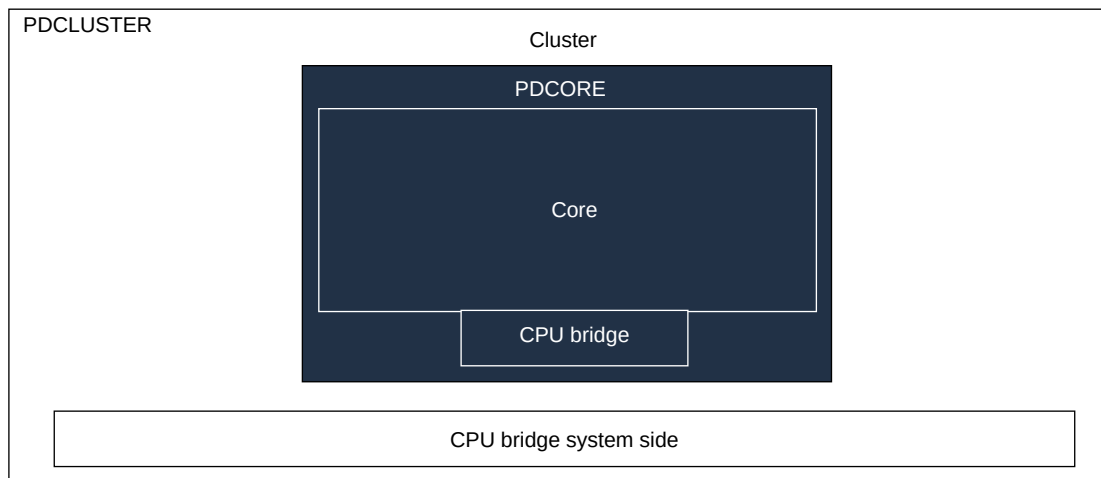 PDCLUSTER
Cluster
PDCORE
Core
CPU bridge
CPU bridge system side